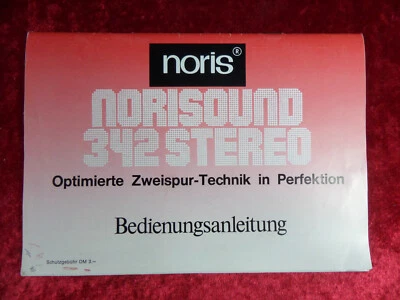 noris®
NORISOUND
342 STEREO
Optimierte Zweispur-Technik in Perfektion
Bedienungsanleitung
Schutzgebühr DM 3.–